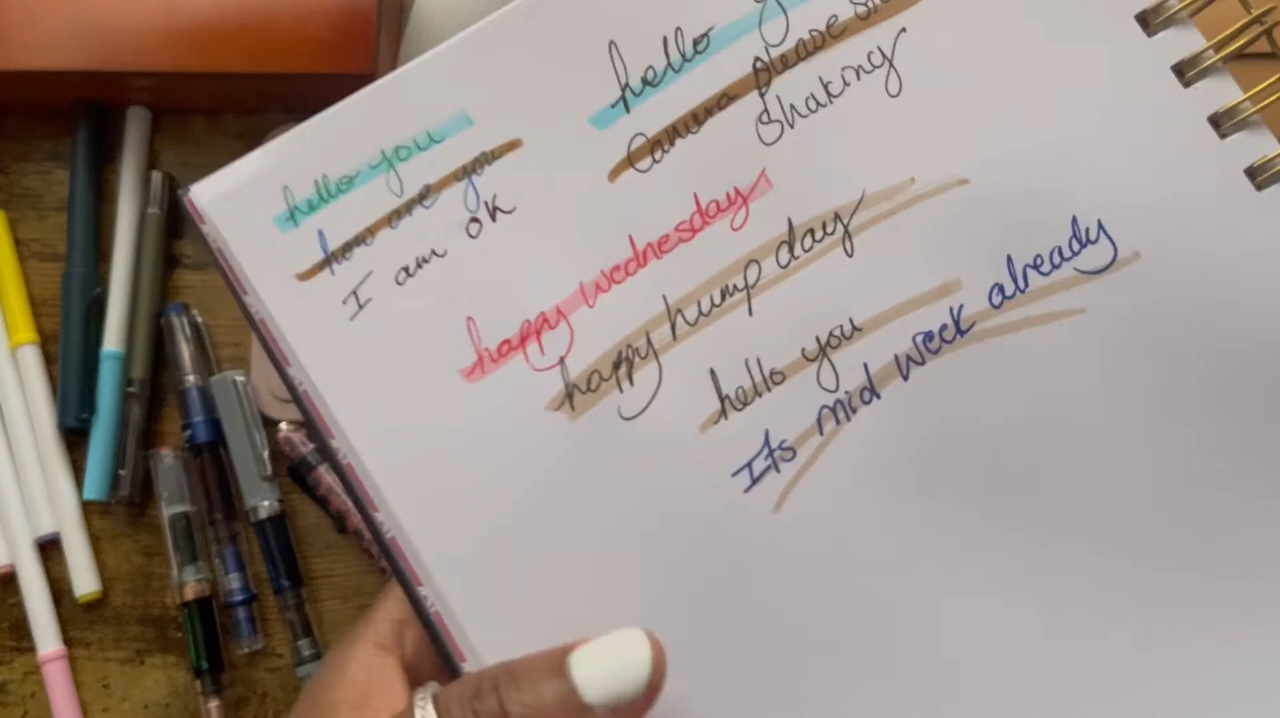 hello you
how are you
I am ok
hello
Camera please
Shaking
happy wednesday
happy hump day
hello you
Its mid week already